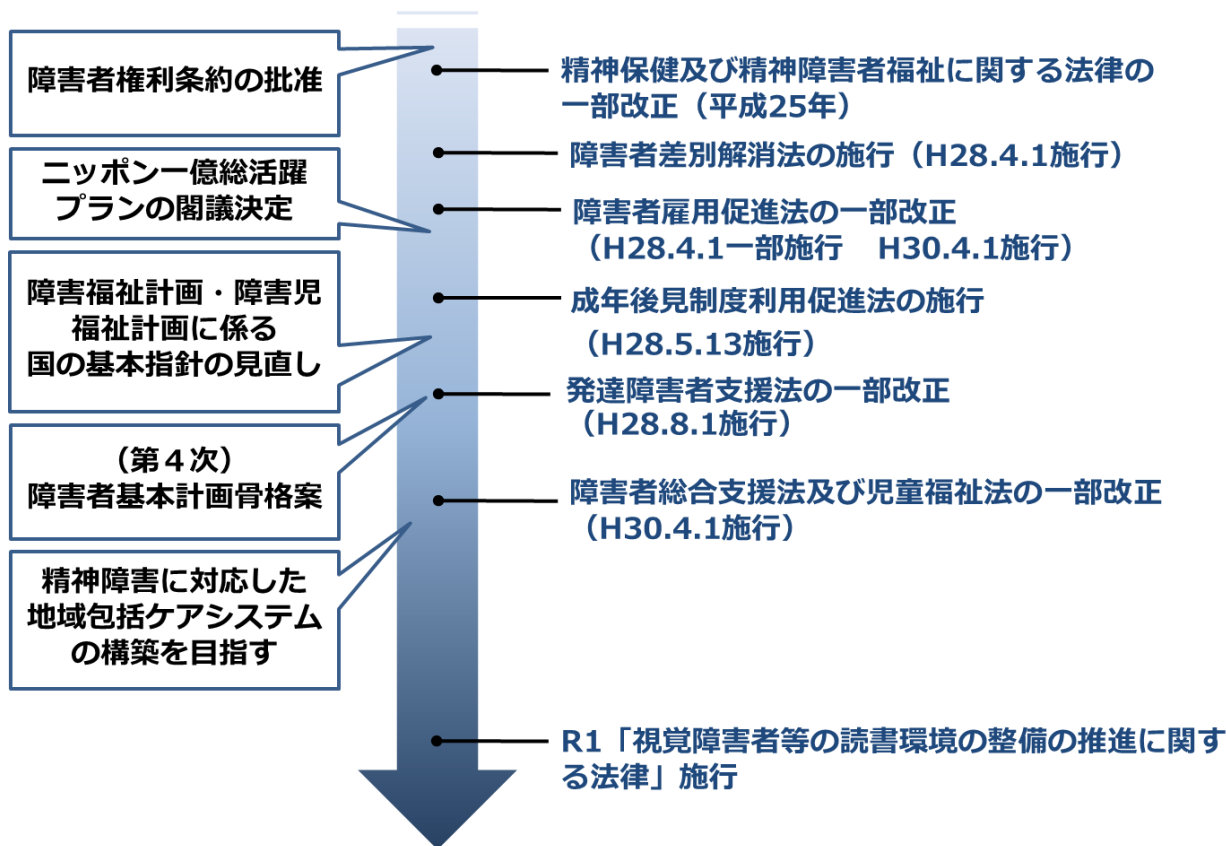 障害者権利条約の批准
ニッポン一億総活躍
プランの閣議決定
障害福祉計画・障害児
福祉計画に係る
国の基本指針の見直し
（第４次）
障害者基本計画骨格案
精神障害に対応した
地域包括ケアシステム
の構築を目指す
精神保健及び精神障害者福祉に関する法律の
一部改正（平成25年）
障害者差別解消法の施行（H28.4.1施行）
障害者雇用促進法の一部改正
（H28.4.1一部施行　H30.4.1施行）
成年後見制度利用促進法の施行
（H28.5.13施行）
発達障害者支援法の一部改正
（H28.8.1施行）
障害者総合支援法及び児童福祉法の一部改正
（H30.4.1施行）
R1「視覚障害者等の読書環境の整備の推進に関す
る法律」施行